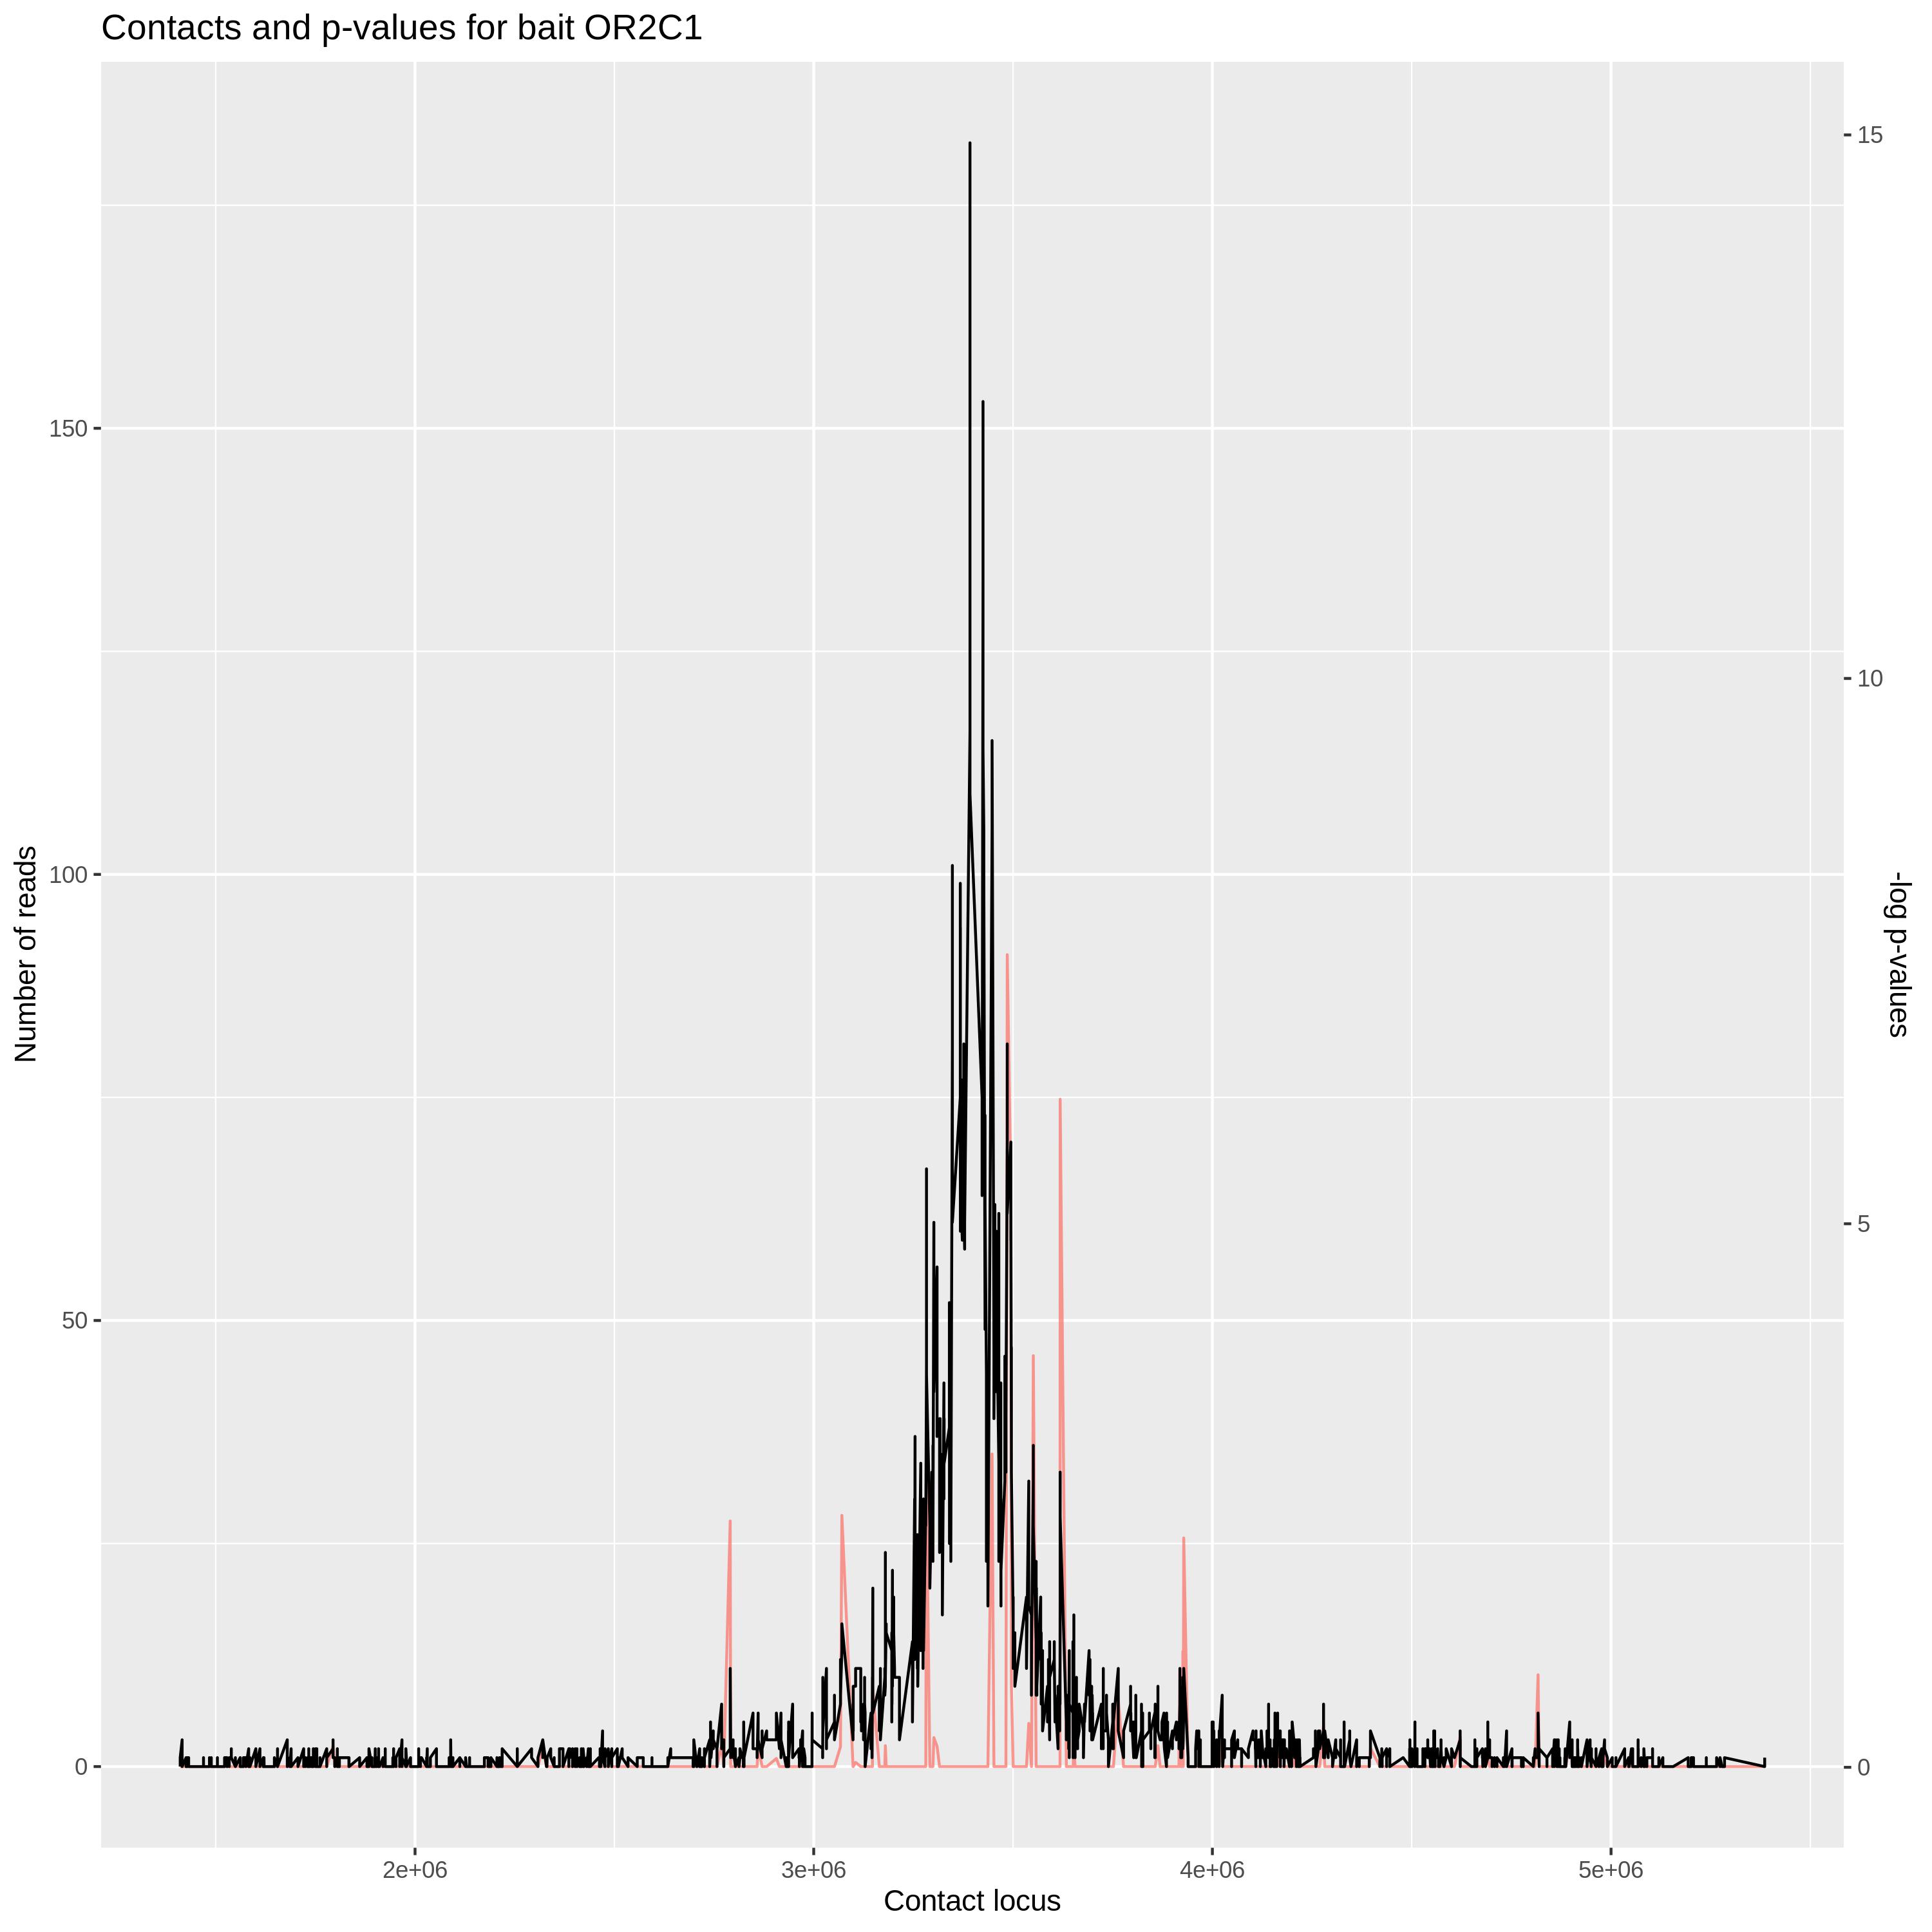 Contacts and p-values for bait OR2C1
15
150
10
100
Number of reads
-log p-values
5
50
0
0
2e+06
3e+06
4e+06
5e+06
Contact locus